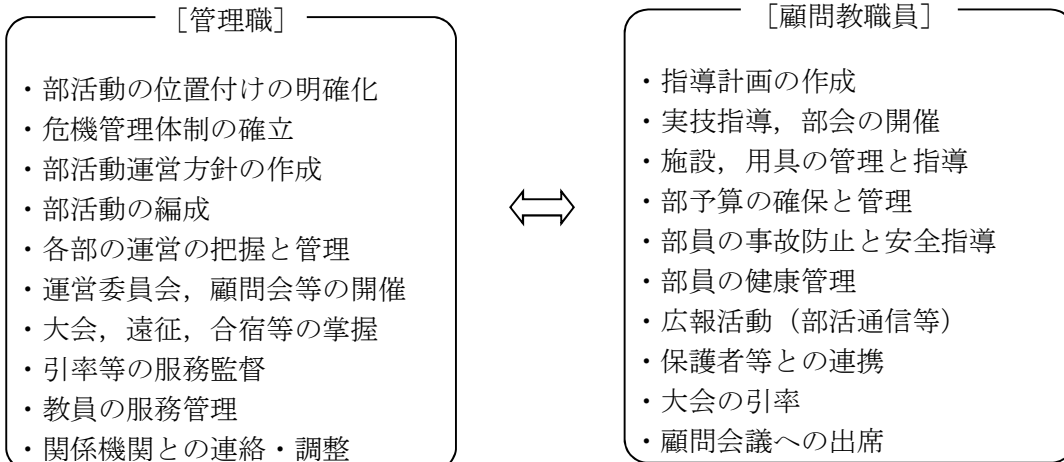 ［管理職］
・部活動の位置付けの明確化
・危機管理体制の確立
・部活動運営方針の作成
・部活動の編成
・各部の運営の把握と管理
・運営委員会，顧問会等の開催
・大会，遠征，合宿等の掌握
・引率等の服務監督
・教員の服務管理
・関係機関との連絡・調整
［顧問教職員］
・指導計画の作成
・実技指導，部会の開催
・施設，用具の管理と指導
・部予算の確保と管理
・部員の事故防止と安全指導
・部員の健康管理
・広報活動（部活通信等）
・保護者等との連携
・大会の引率
・顧問会議への出席